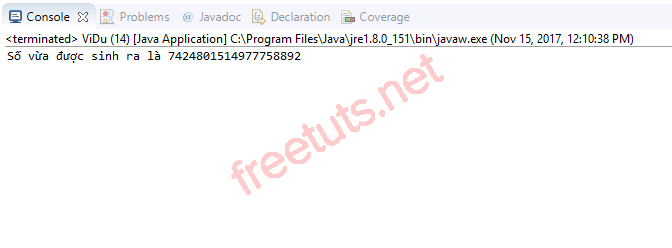 Console Problems @ Javadoc Declaration Coverage
<terminated> ViDu (14) [Java Application] C:\Program Files\Java\jre1.8.0_151\bin\javaw.exe (Nov 15, 2017, 12:10:38 PM)
Số vừa được sinh ra là 7424801514977758892
freetuts.net